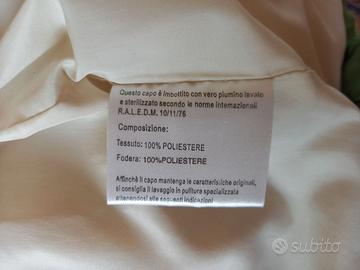 Questo capo è imbottito con vero piumino lavato
e sterilizzato secondo le norme internazionali
R.A.L.E.D.M. 10/11/76
Composizione:
Tessuto: 100% POLIESTERE
Fodera: 100%POLIESTERE
Affinchè il capo mantenga le caratteristiche originali,
si consiglia il lavaggio in pulitura specializzata
attenendosi alle seguenti indicazioni
subito